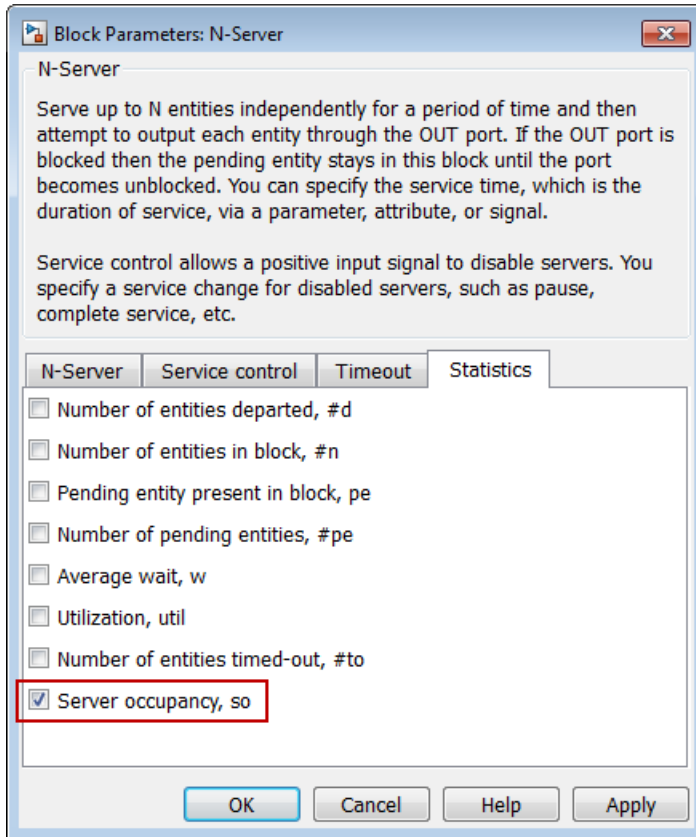 Block Parameters: N-Server
N-Server
Serve up to N entities independently for a period of time and then
attempt to output each entity through the OUT port. If the OUT port is
blocked then the pending entity stays in this block until the port
becomes unblocked. You can specify the service time, which is the
duration of service, via a parameter, attribute, or signal.
Service control allows a positive input signal to disable servers. You
specify a service change for disabled servers, such as pause,
complete service, etc.
N-Server Service control Timeout Statistics
Number of entities departed, #d
Number of entities in block, #n
Pending entity present in block, pe
Number of pending entities, #pe
Average wait, w
Utilization, util
Number of entities timed-out, #to
Server occupancy, so
OK Cancel Help Apply